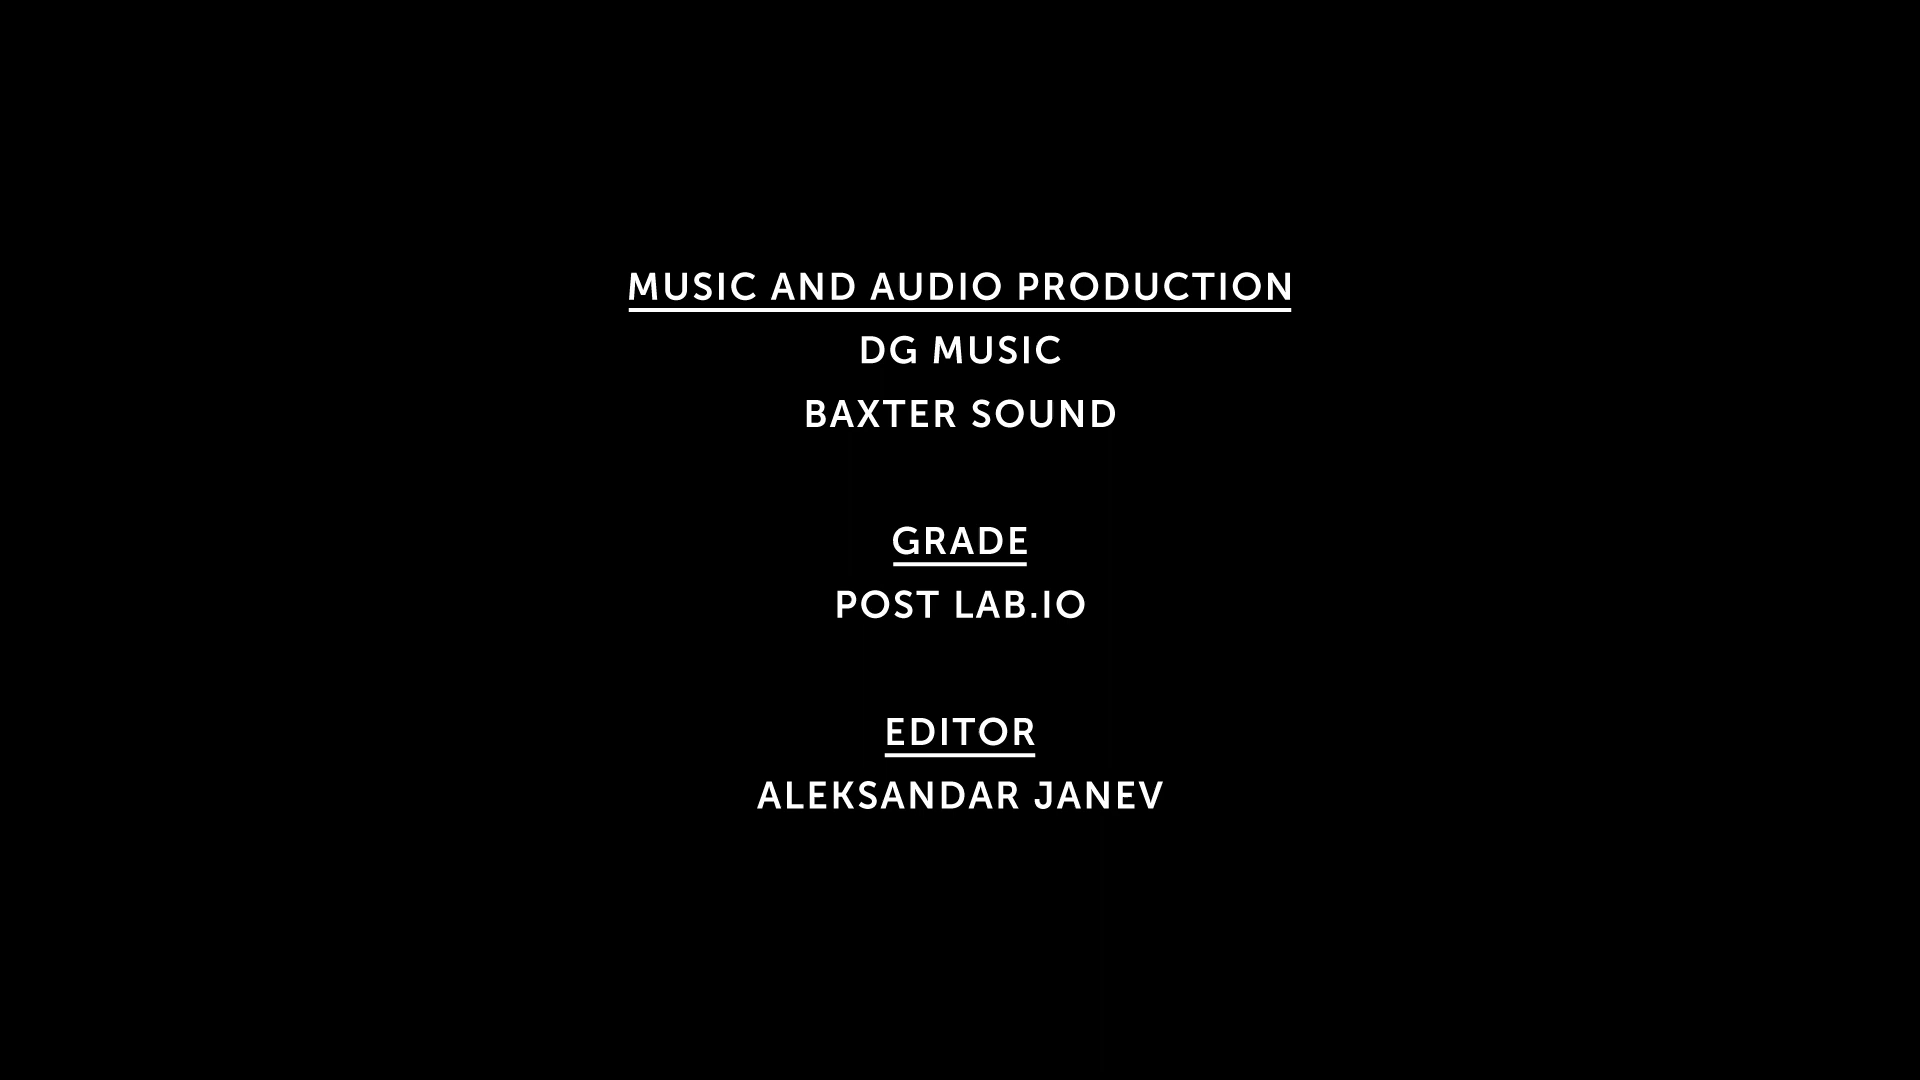 MUSIC AND AUDIO PRODUCTION
DG MUSIC
BAXTER SOUND
GRADE
POST LAB.IO
EDITOR
ALEKSANDAR JANEV